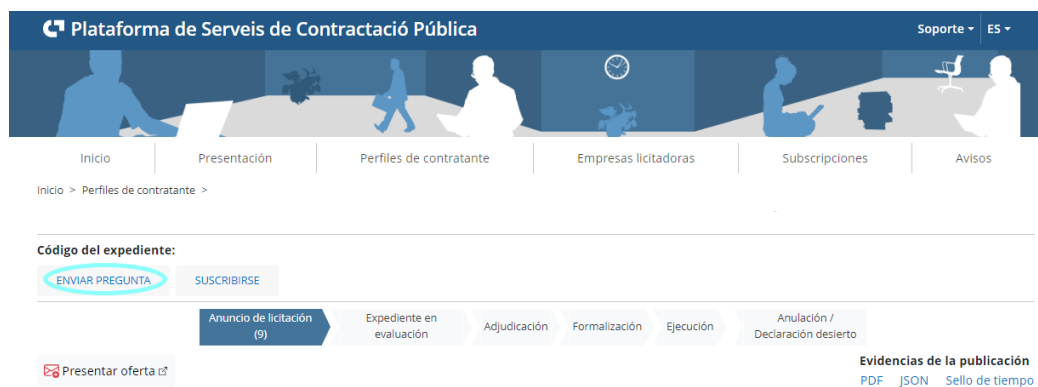 Plataforma de Serveis de Contractació Pública
Soporte ES
Inicio Presentación Perfiles de contratante Empresas licitadoras Subscripciones Avisos
Inicio > Perfiles de contratante >
Código del expediente:
ENVIAR PREGUNTA SUSCRIBIRSE
Anuncio de licitación
(9)
Expediente en
evaluación
Adjudicación
Formalización
Ejecución
Anulación /
Declaración desierto
Presentar oferta
Evidencias de la publicación
PDF JSON Sello de tiempo